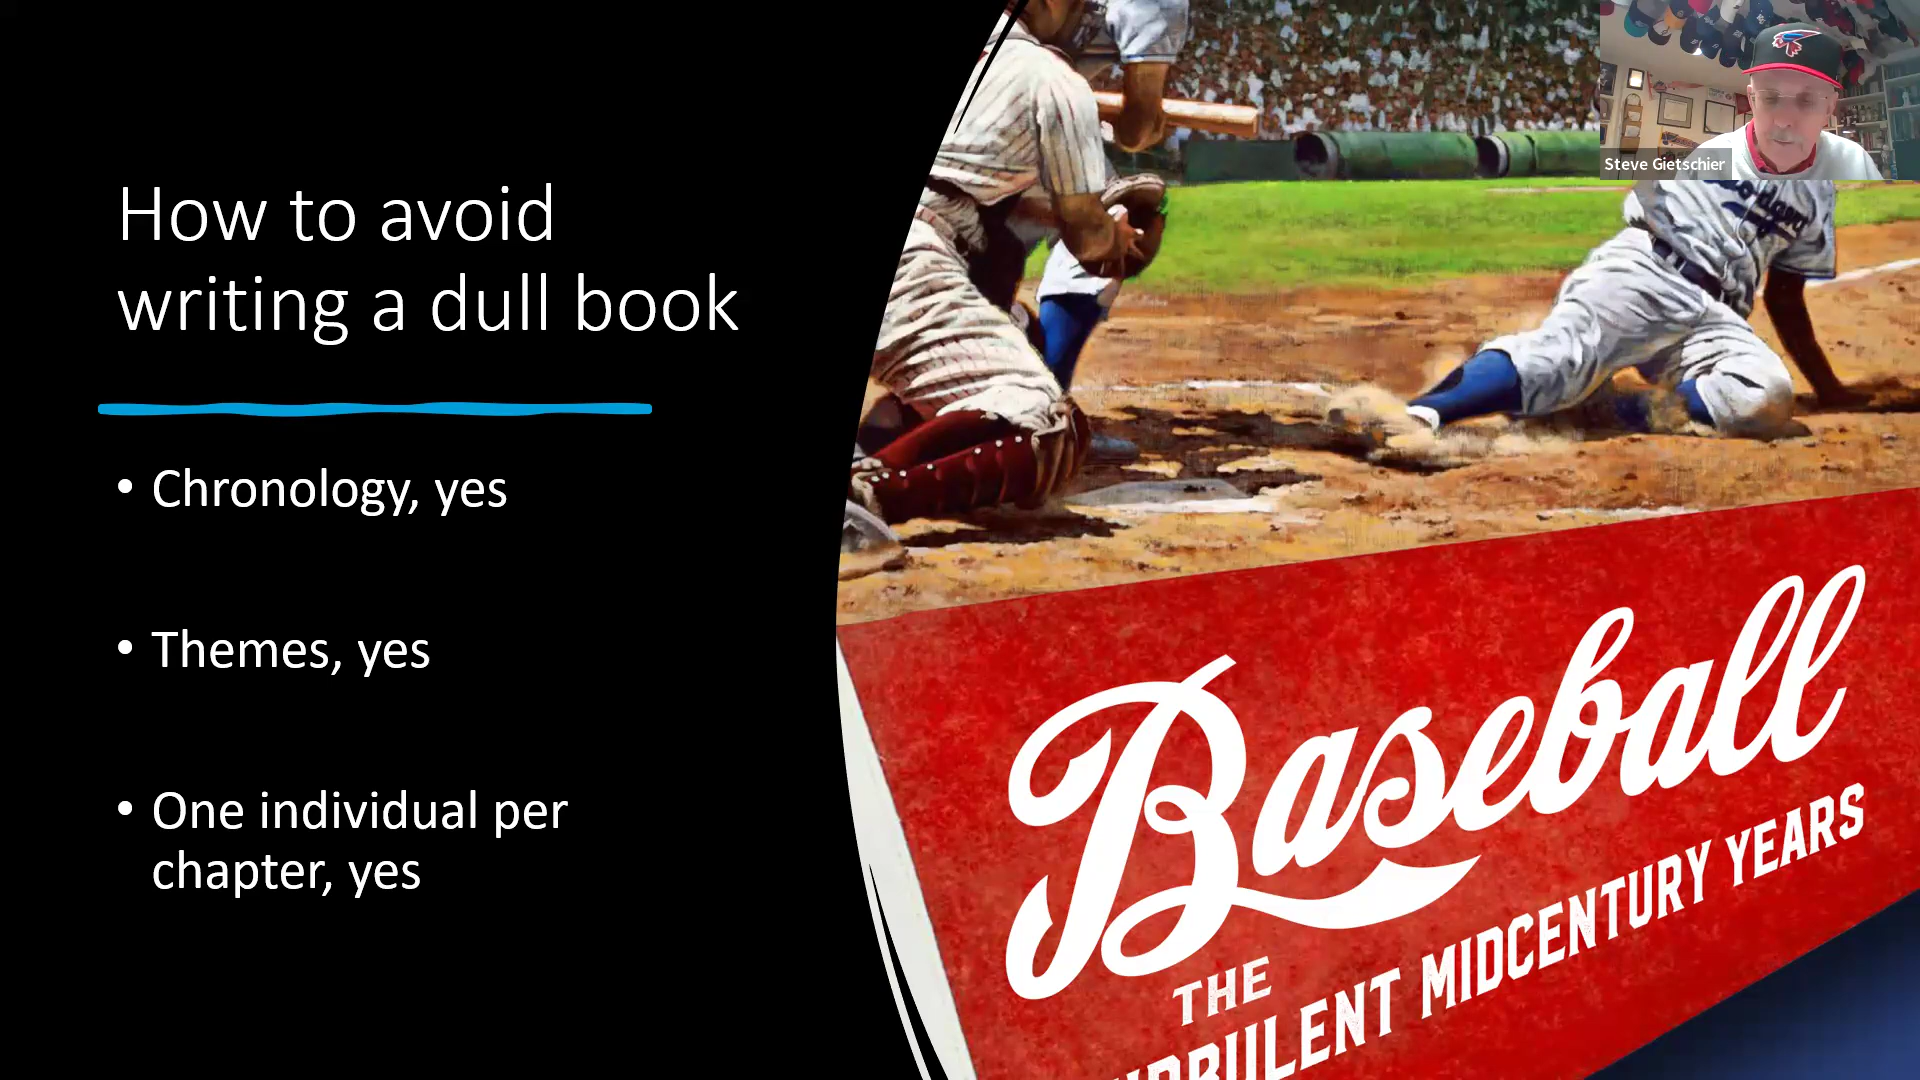 How to avoid
writing a dull book
• Chronology, yes
• Themes, yes
• One individual per
chapter, yes
Steve Gietschier
Baseball
THE
MIDCENTURY YEARS